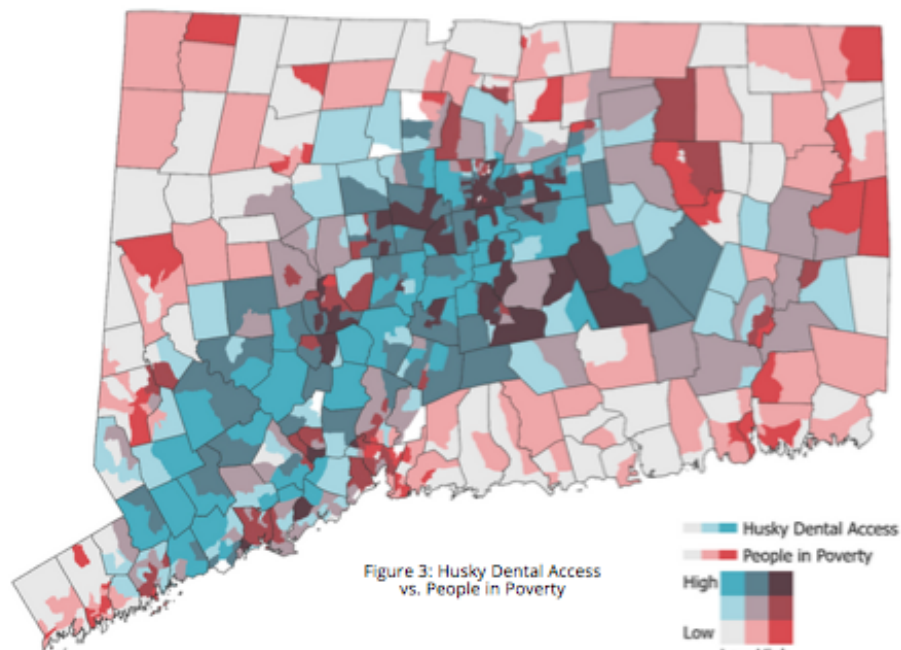 Husky Dental Access
People in Poverty
Figure 3: Husky Dental Access
vs. People in Poverty
High
Low